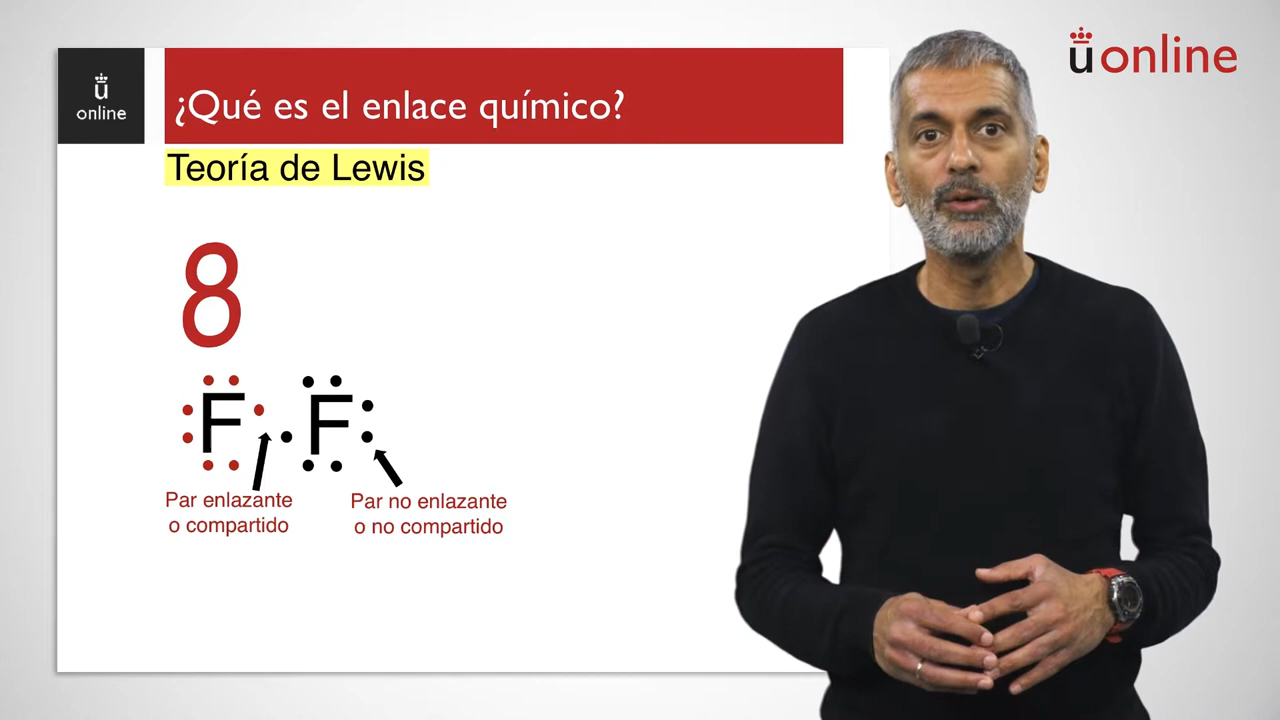 ū online
ū
online
¿Qué es el enlace químico?
Teoría de Lewis
8
F F
Par enlazante
o compartido
Par no enlazante
o no compartido